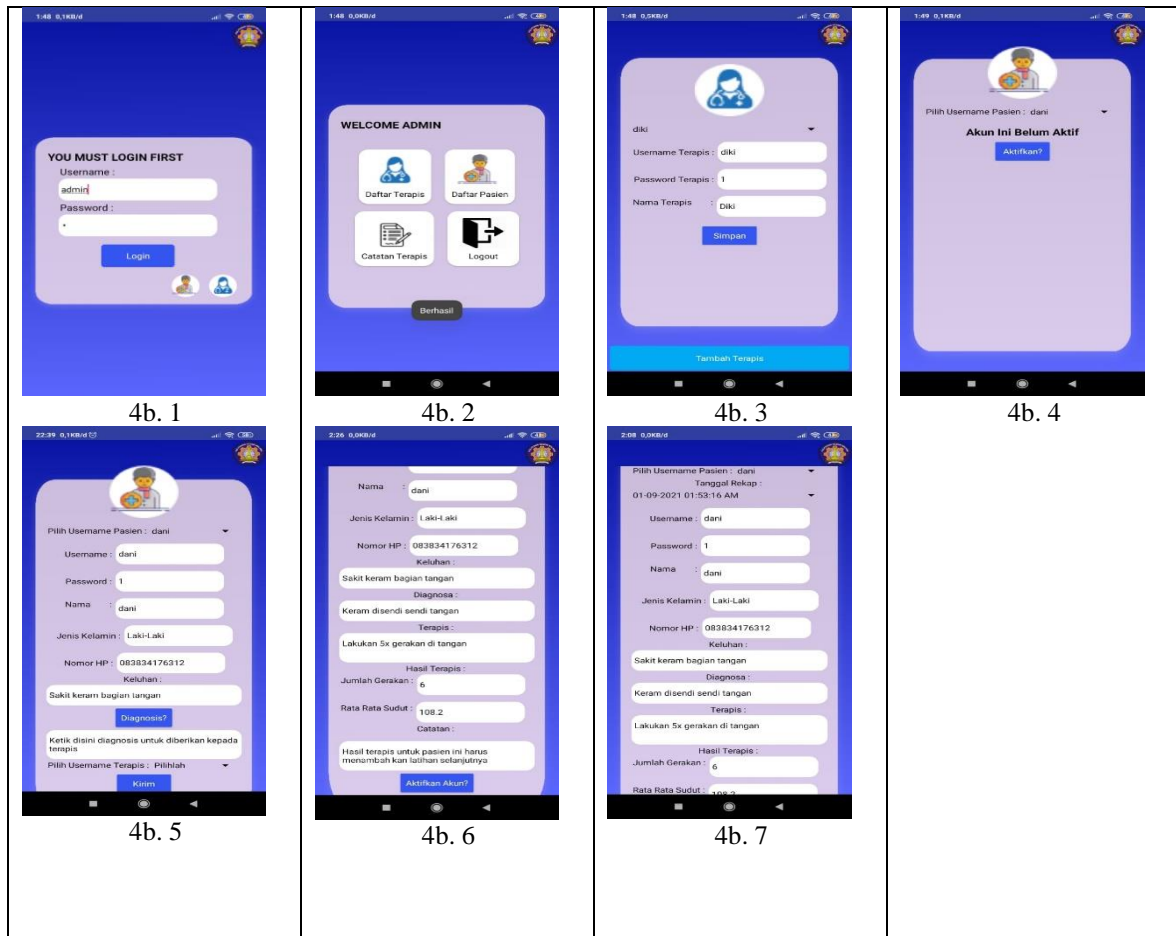 1:48 0,1KB/d
YOU MUST LOGIN FIRST
Username :
admin
Password :
Login
4b. 1
1:48 0,0KB/d
WELCOME ADMIN
Daftar Terapis
Daftar Pasien
Catatan Terapis
Logout
Berhasil
4b. 2
1:48 0,5KB/d
diki
Username Terapis : diki
Password Terapis : 1
Nama Terapis : Diki
Simpan
Tambah Terapis
4b. 3
1:49 0,1KB/d
Pilih Username Pasien : dani
Akun Ini Belum Aktif
Aktifkan?
4b. 4
22:39 0,1KB/d
Pilih Username Pasien : dani
Username : dani
Password : 1
Nama : dani
Jenis Kelamin : Laki-Laki
Nomor HP : 083834176312
Keluhan :
Sakit keram bagian tangan
Diagnosis?
Ketik disini diagnosis untuk diberikan kepada
terapis
Pilih Username Terapis : Pilihlah
Kirim
4b. 5
2:26 0,0KB/d
Nama : dani
Jenis Kelamin : Laki-Laki
Nomor HP : 083834176312
Keluhan :
Sakit keram bagian tangan
Diagnosa :
Keram disendi sendi tangan
Terapis :
Lakukan 5x gerakan di tangan
Hasil Terapis :
Jumlah Gerakan : 6
Rata Rata Sudut : 108.2
Catatan :
Hasil terapis untuk pasien ini harus
menambah kan latihan selanjutnya
Aktifkan Akun?
4b. 6
2:08 0,0KB/d
Pilih Username Pasien : dani
Tanggal Rekap :
01-09-2021 01:53:16 AM
Username : dani
Password : 1
Nama : dani
Jenis Kelamin : Laki-Laki
Nomor HP : 083834176312
Keluhan :
Sakit keram bagian tangan
Diagnosa :
Keram disendi sendi tangan
Terapis :
Lakukan 5x gerakan di tangan
Hasil Terapis :
Jumlah Gerakan : 6
Rata Rata Sudut : 108.2
4b. 7